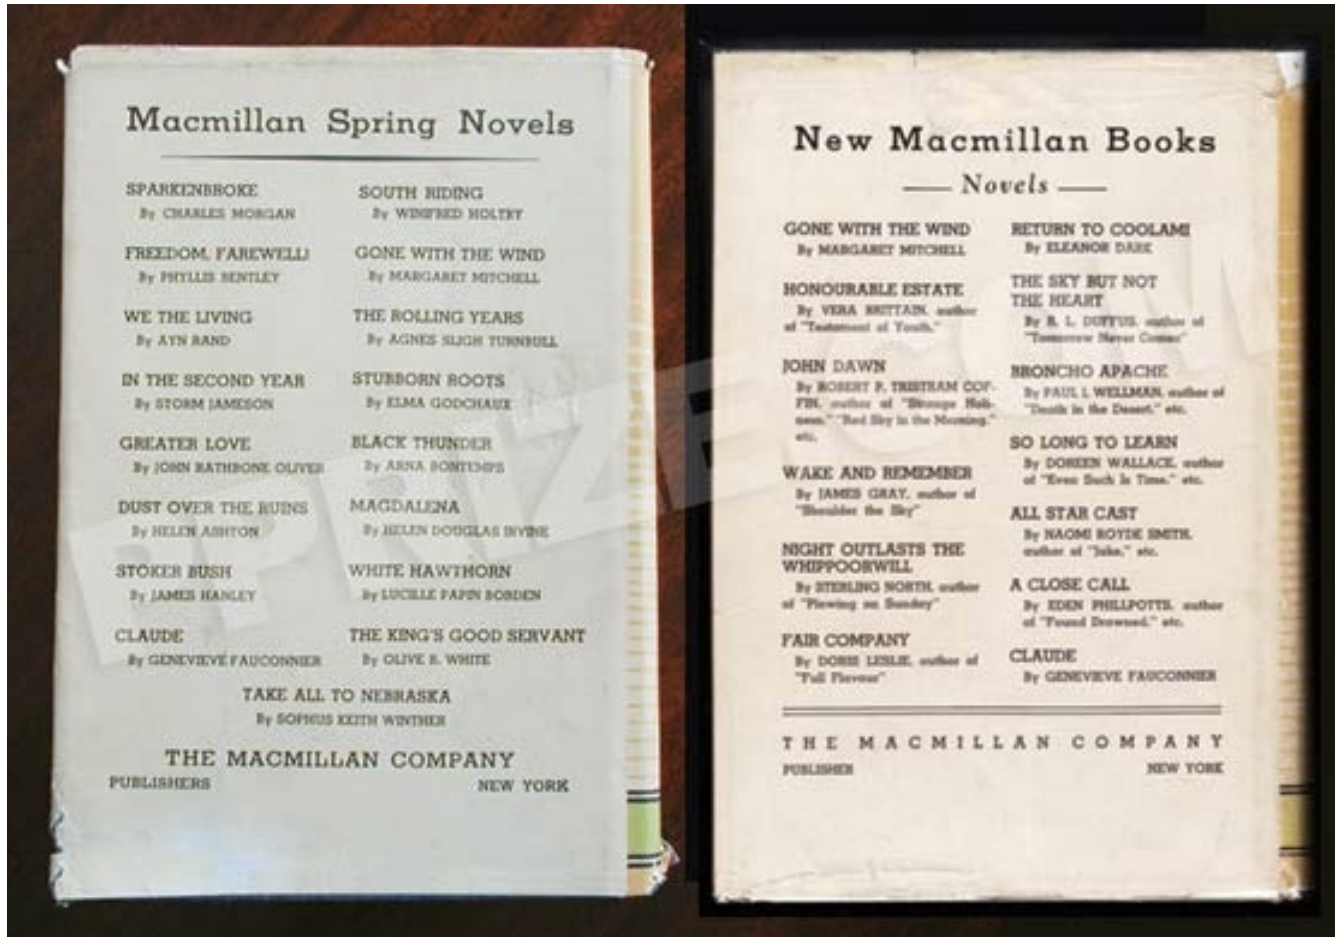 Macmillan Spring Novels
SPARKENBROKE
By CHARLES MORGAN
FREEDOM, FAREWELL!
By PHYLLIS BENTLEY
WE THE LIVING
By AYN RAND
IN THE SECOND YEAR
By STORM JAMESON
GREATER LOVE
By JOHN RATHBONE OLIVER
DUST OVER THE RUINS
By HELEN ASHTON
STOKER BUSH
By JAMES HANLEY
CLAUDE
By GENEVIEVE FAUCONNIER
SOUTH RIDING
By WINIFRED HOLTBY
GONE WITH THE WIND
By MARGARET MITCHELL
THE ROLLING YEARS
By AGNES SLIGH TURNBULL
STUBBORN ROOTS
By ELMA GODCHAUX
BLACK THUNDER
By ARNA BONTEMPS
MAGDALENA
By HELEN DOUGLAS IRVINE
WHITE HAWTHORN
By LUCILLE PAPIN BORDEN
THE KING'S GOOD SERVANT
By OLIVE B. WHITE
TAKE ALL TO NEBRASKA
By SOPHUS KEITH WINTHER
THE MACMILLAN COMPANY
PUBLISHERS NEW YORK
New Macmillan Books
Novels
GONE WITH THE WIND
By MARGARET MITCHELL
HONOURABLE ESTATE
By VERA BRITTAIN, author
of "Testament of Youth."
JOHN DAWN
By ROBERT P. TRISTRAM COF-
FIN, author of "Strange Holi-
ness," "Red Sky in the Morning,"
etc.
WAKE AND REMEMBER
By JAMES GRAY, author of
"Shoulder the Sky"
NIGHT OUTLASTS THE
WHIPPOORWILL
By STERLING NORTH, author
of "Plowing on Sunday"
FAIR COMPANY
By DORIS LESLIE, author of
"Full Flavour"
RETURN TO COOLAMI
By ELEANOR DARK
THE SKY BUT NOT
THE HEART
By R. L. DUFFUS, author of
"Tomorrow Never Comes"
BRONCHO APACHE
By PAUL I. WELLMAN, author of
"Death in the Desert," etc.
SO LONG TO LEARN
By DOREEN WALLACE, author
of "Even Such Is Time," etc.
ALL STAR CAST
By NAOMI ROYDE SMITH,
author of "Jake," etc.
A CLOSE CALL
By EDEN PHILLPOTTS, author
of "Found Drowned," etc.
CLAUDE
By GENEVIEVE FAUCONNIER
THE MACMILLAN COMPANY
PUBLISHER NEW YORK